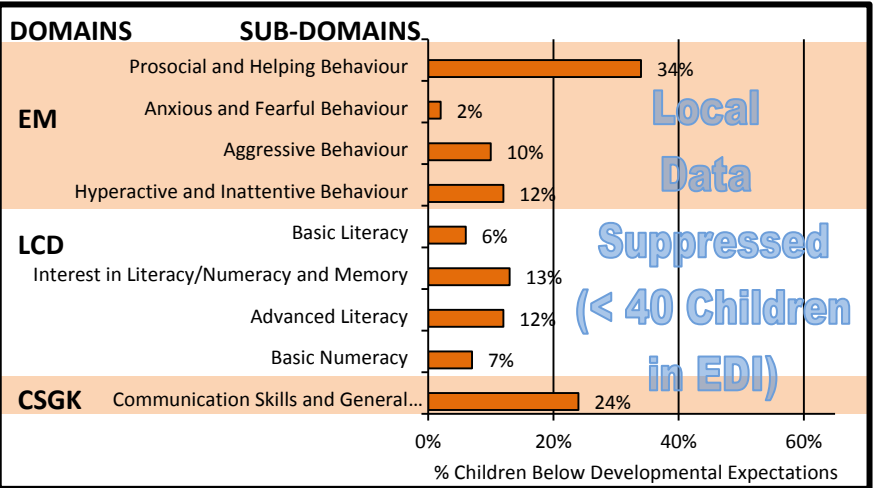 DOMAINS SUB-DOMAINS
EM
Prosocial and Helping Behaviour 34%
Anxious and Fearful Behaviour 2%
Aggressive Behaviour 10%
Hyperactive and Inattentive Behaviour 12%
LCD
Basic Literacy 6%
Interest in Literacy/Numeracy and Memory 13%
Advanced Literacy 12%
Basic Numeracy 7%
CSGK Communication Skills and General... 24%
Local
Data
Suppressed
(< 40 Children
in EDI)
0% 20% 40% 60%
% Children Below Developmental Expectations